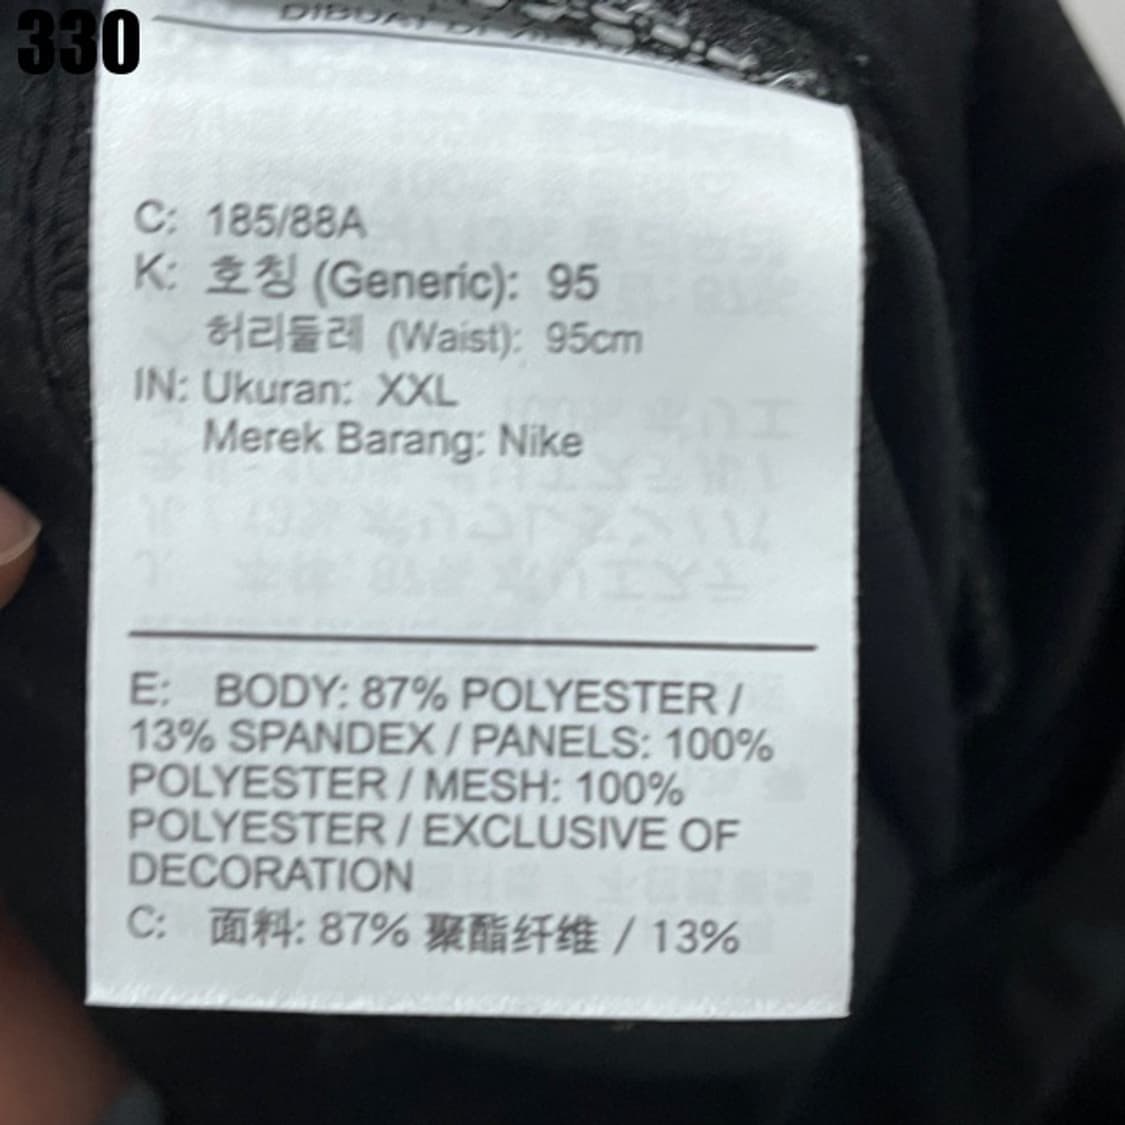 330
DIBUAT DI
C: 185/88A
K: 호칭 (Generic): 95
허리둘레 (Waist): 95cm
IN: Ukuran: XXL
Merek Barang: Nike
E: BODY: 87% POLYESTER /
13% SPANDEX / PANELS: 100%
POLYESTER / MESH: 100%
POLYESTER / EXCLUSIVE OF
DECORATION
C: 面料: 87% 聚酯纤维 / 13%